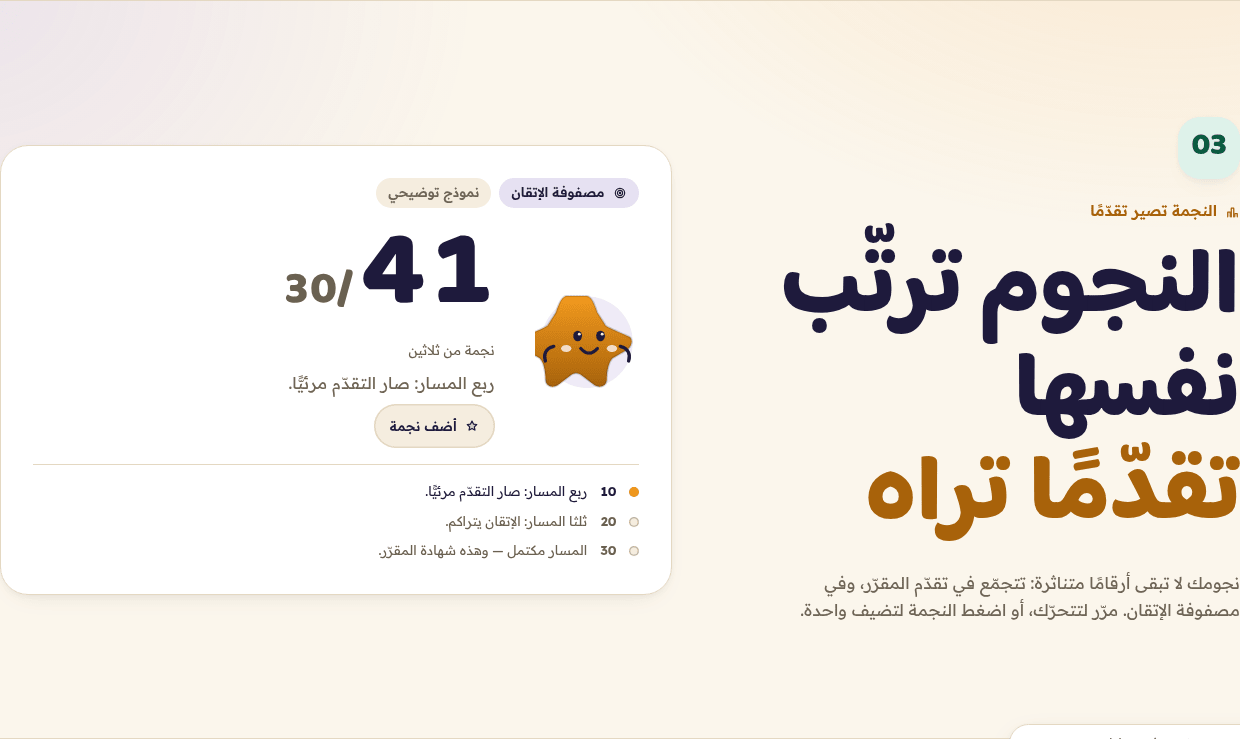 03
النجمة تصير تقدّمًا
النجوم ترتّب
نفسها
تقدّمًا تراه
نجومك لا تبقى أرقامًا متناثرة: تتجمّع في تقدّم المقرّر، وفي
مصفوفة الإتقان. مرّر لتتحرّك، أو اضغط النجمة لتضيف واحدة.
مصفوفة الإتقان
نموذج توضيحي
41 /30
نجمة من ثلاثين
ربع المسار: صار التقدّم مرئيًّا.
أضف نجمة
10 ربع المسار: صار التقدّم مرئيًّا.
20 ثلثا المسار: الإتقان يتراكم.
30 المسار مكتمل — وهذه شهادة المقرّر.